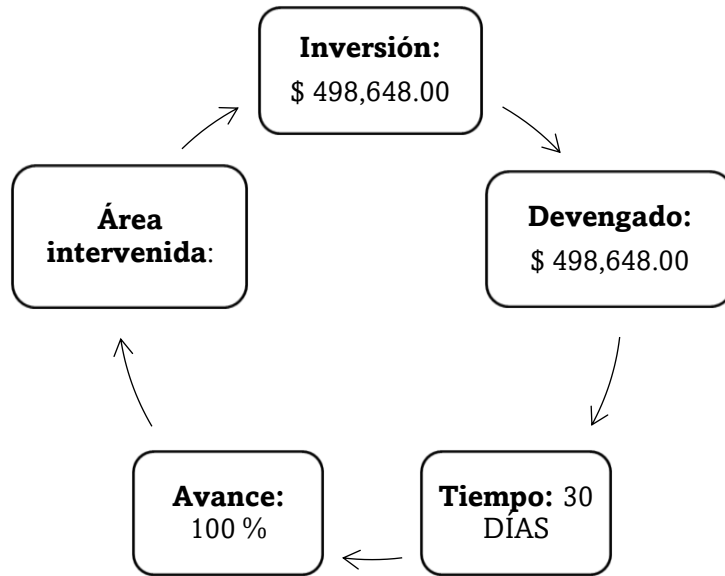 Inversión:
$ 498,648.00
Devengado:
$ 498,648.00
Tiempo: 30
DÍAS
Avance:
100 %
Área
intervenida: